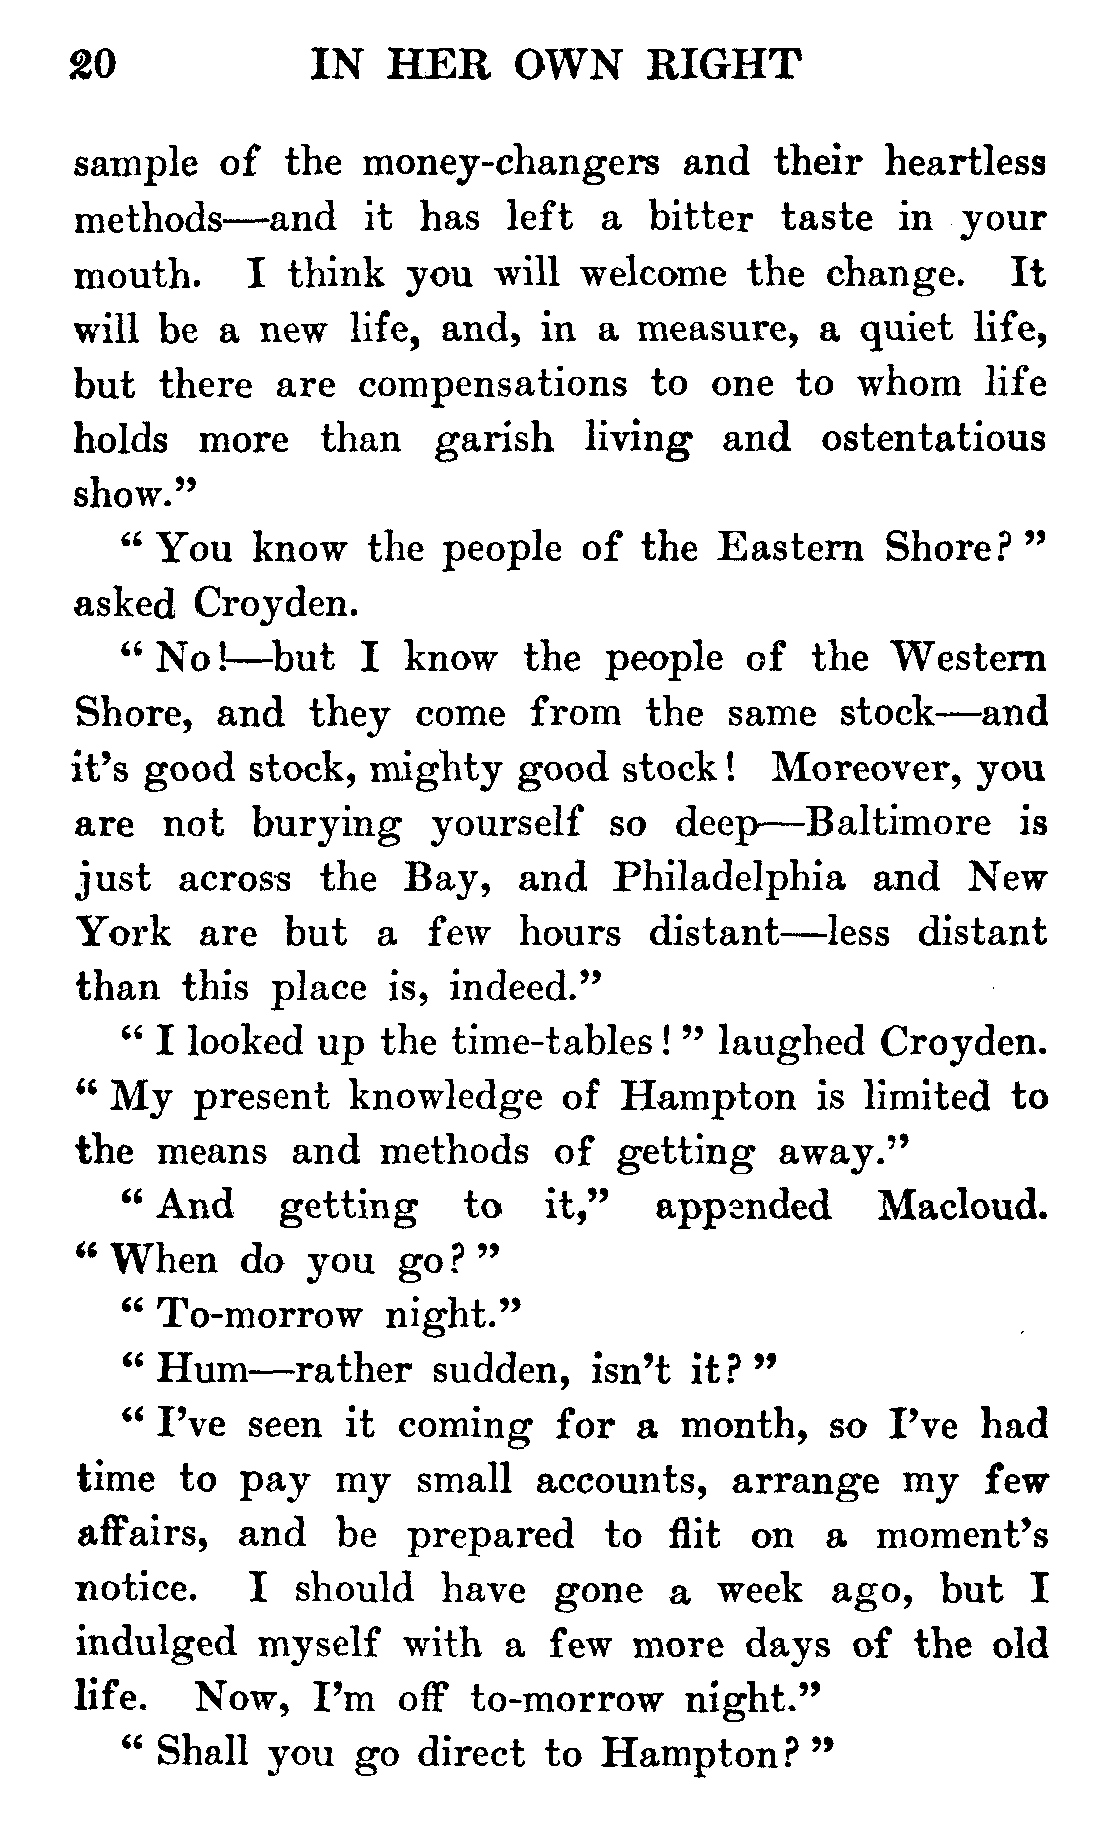 20 IN HER OWN RIGHT
sample of the money-changers and their heartless
methods—and it has left a bitter taste in your
mouth. I think you will welcome the change. It
will be a new life, and, in a measure, a quiet life,
but there are compensations to one to whom life
holds more than garish living and ostentatious
show.”
“ You know the people of the Eastern Shore? ”
asked Croyden.
“ No!—but I know the people of the Western
Shore, and they come from the same stock—and
it’s good stock, mighty good stock! Moreover, you
are not burying yourself so deep—Baltimore is
just across the Bay, and Philadelphia and New
York are but a few hours distant—less distant
than this place is, indeed.”
“ I looked up the time-tables! ” laughed Croyden.
“ My present knowledge of Hampton is limited to
the means and methods of getting away.”
“ And getting to it,” appended Macloud.
“ When do you go? ”
“ To-morrow night.”
“ Hum—rather sudden, isn’t it? ”
“ I’ve seen it coming for a month, so I’ve had
time to pay my small accounts, arrange my few
affairs, and be prepared to flit on a moment’s
notice. I should have gone a week ago, but I
indulged myself with a few more days of the old
life. Now, I’m off to-morrow night.”
“ Shall you go direct to Hampton? ”